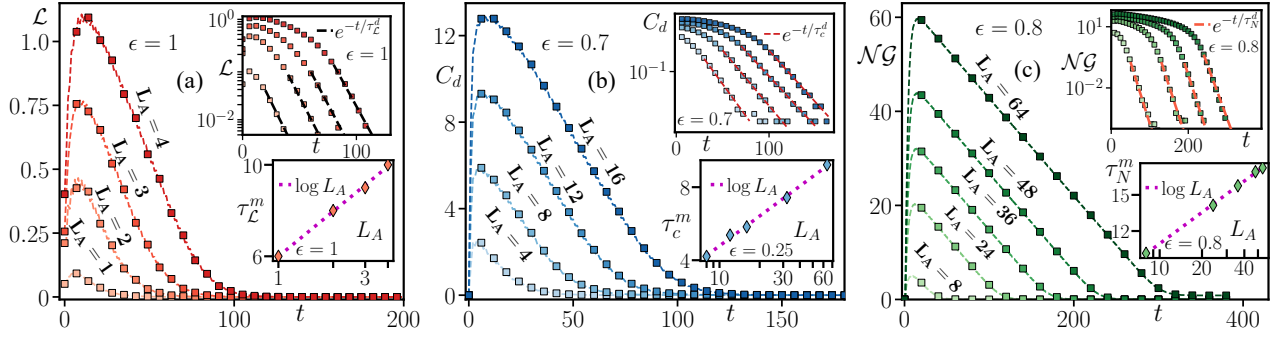 ℒ
1.0
0.75
0.5
0.25
0
0
100
t
200
(a)
L_A = 4
L_A = 3
L_A = 2
L_A = 1
10^0
ℒ
10^{-2}
0
t
100
e^{-t/τ_ℒ^d}
ϵ = 1
10
τ_ℒ^m
6
1
3
log L_A
L_A
ϵ = 1
12
C_d
8
4
0
0
50
100
t
150
ϵ = 0.7
(b)
L_A = 16
L_A = 12
L_A = 8
L_A = 4
C_d
10^{-1}
ϵ = 0.7
0
t
100
e^{-t/τ_c^d}
8
τ_c^m
4
10
30
60
log L_A
L_A
ϵ = 0.25
60
𝒩𝒢
40
20
0
0
100
200
300
t
400
ϵ = 0.8
(c)
L_A = 64
L_A = 48
L_A = 36
L_A = 24
L_A = 8
10^1
𝒩𝒢
10^{-2}
0
100
200
t
e^{-t/τ_N^d}
ϵ = 0.8
τ_N^m
15
12
10
20
40
log L_A
L_A
ϵ = 0.8